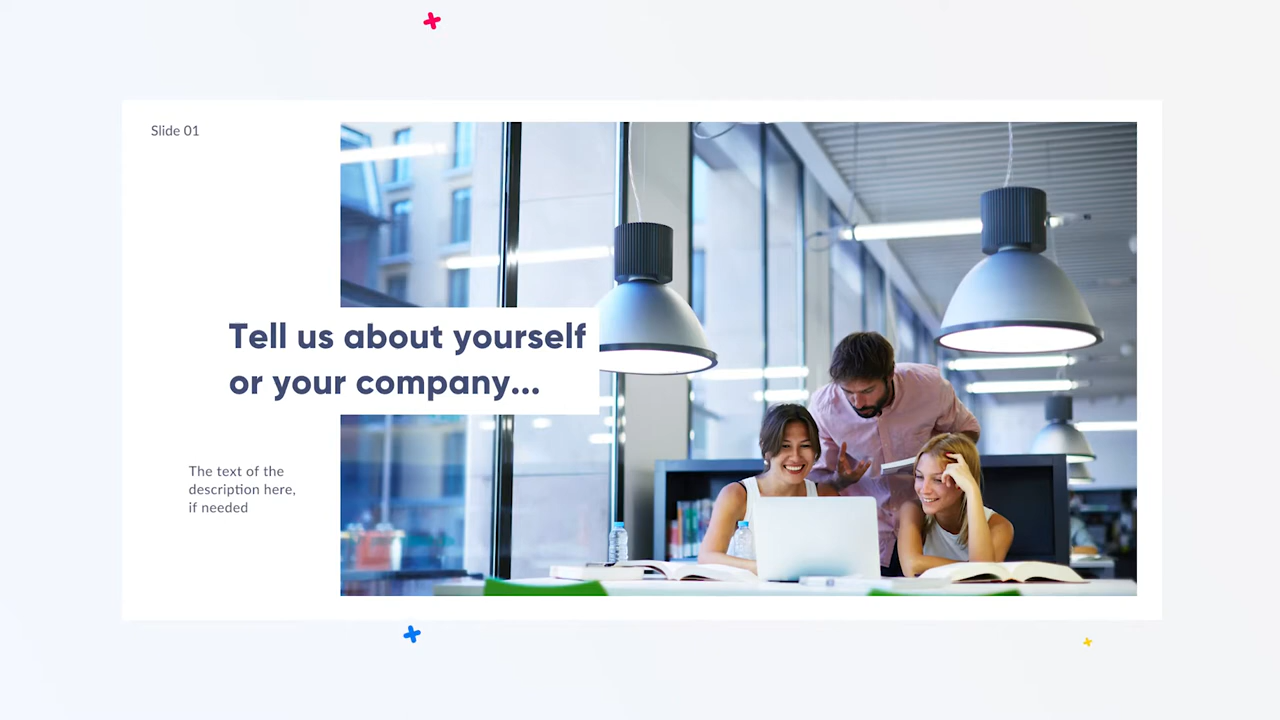 Slide 01
Tell us about yourself
or your company...
The text of the
description here,
if needed